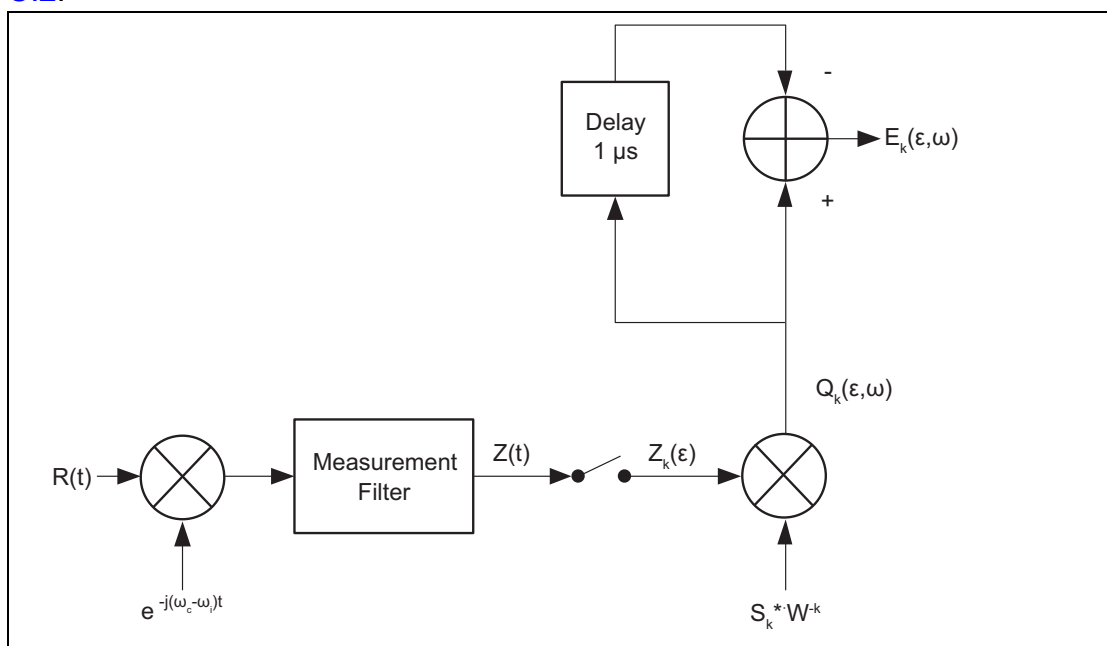 Delay
1 µs
-
+
E_k(ε,ω)
Q_k(ε,ω)
R(t)
Measurement
Filter
Z(t)
Z_k(ε)
e^-j(ω_c-ω_i)t
S_k*·W^-k